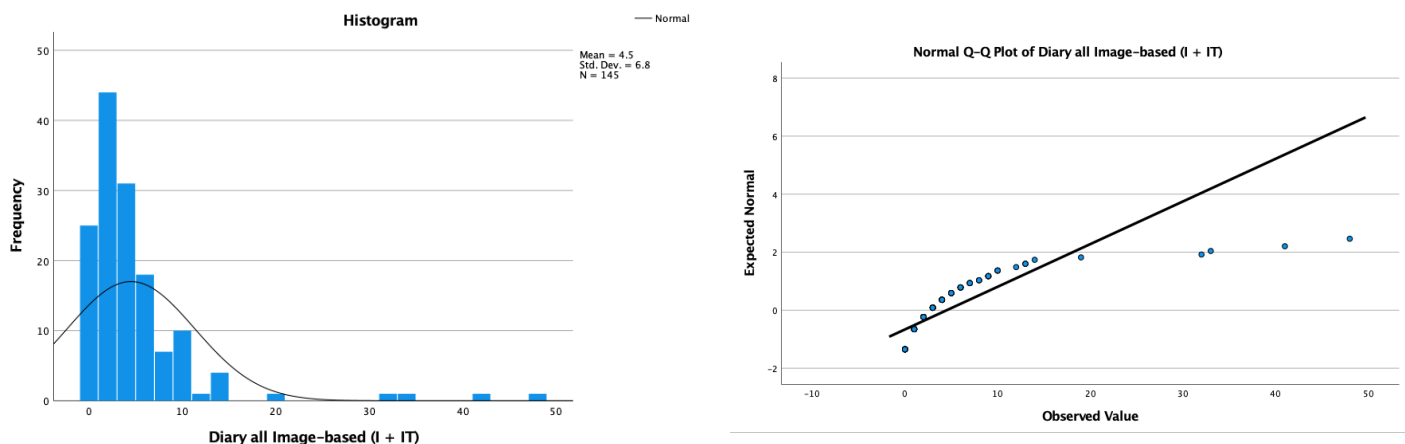 Histogram
Normal
Mean = 4.5
Std. Dev. = 6.8
N = 145
50
40
30
20
10
0
Frequency
0 10 20 30 40 50
Diary all Image-based (I + IT)
Normal Q-Q Plot of Diary all Image-based (I + IT)
8
6
4
2
0
-2
Expected Normal
-10 0 10 20 30 40 50
Observed Value